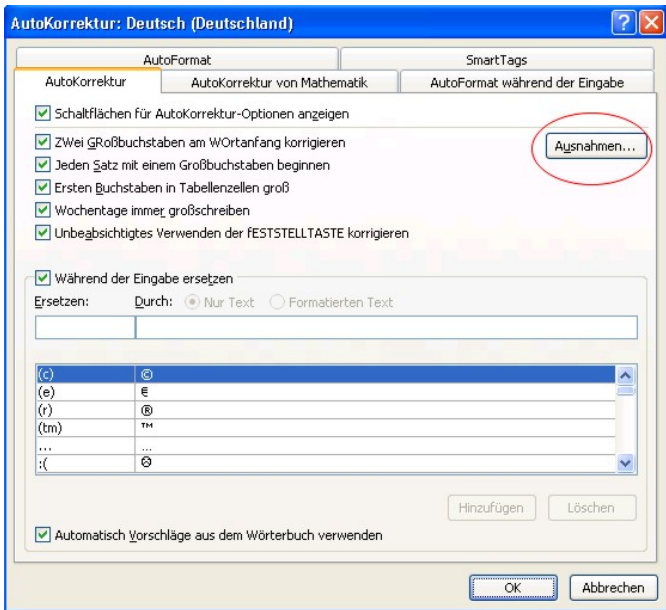 AutoKorrektur: Deutsch (Deutschland)
AutoFormat SmartTags
AutoKorrektur AutoKorrektur von Mathematik AutoFormat während der Eingabe
Schaltflächen für AutoKorrektur-Optionen anzeigen
ZWei GRoßbuchstaben am WOrtanfang korrigieren
Ausnahmen...
Jeden Satz mit einem Großbuchstaben beginnen
Ersten Buchstaben in Tabellenzellen groß
Wochentage immer großschreiben
Unbeabsichtigtes Verwenden der fESTSTELLTASTE korrigieren
Während der Eingabe ersetzen
Ersetzen: Durch: Nur Text Formatierten Text
(c) ©
(e) €
(r) ®
(tm) ™
... …
:( ☹
Hinzufügen Löschen
Automatisch Vorschläge aus dem Wörterbuch verwenden
OK Abbrechen